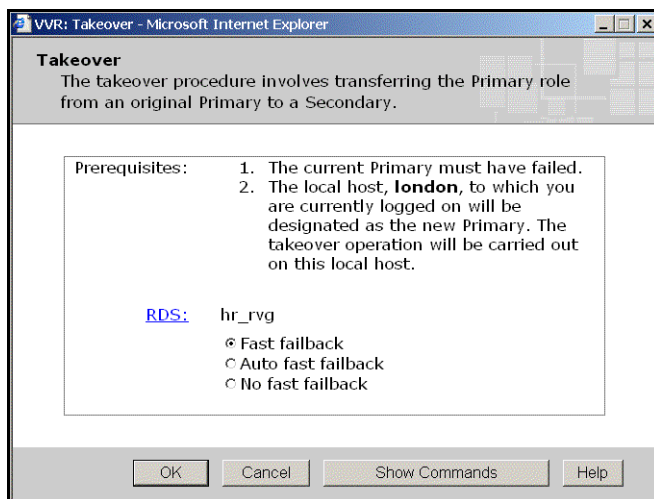 VVR: Takeover - Microsoft Internet Explorer
Takeover
The takeover procedure involves transferring the Primary role
from an original Primary to a Secondary.
Prerequisites:
1. The current Primary must have failed.
2. The local host, london, to which you
are currently logged on will be
designated as the new Primary. The
takeover operation will be carried out
on this local host.
RDS: hr_rvg
Fast failback
Auto fast failback
No fast failback
OK Cancel Show Commands Help